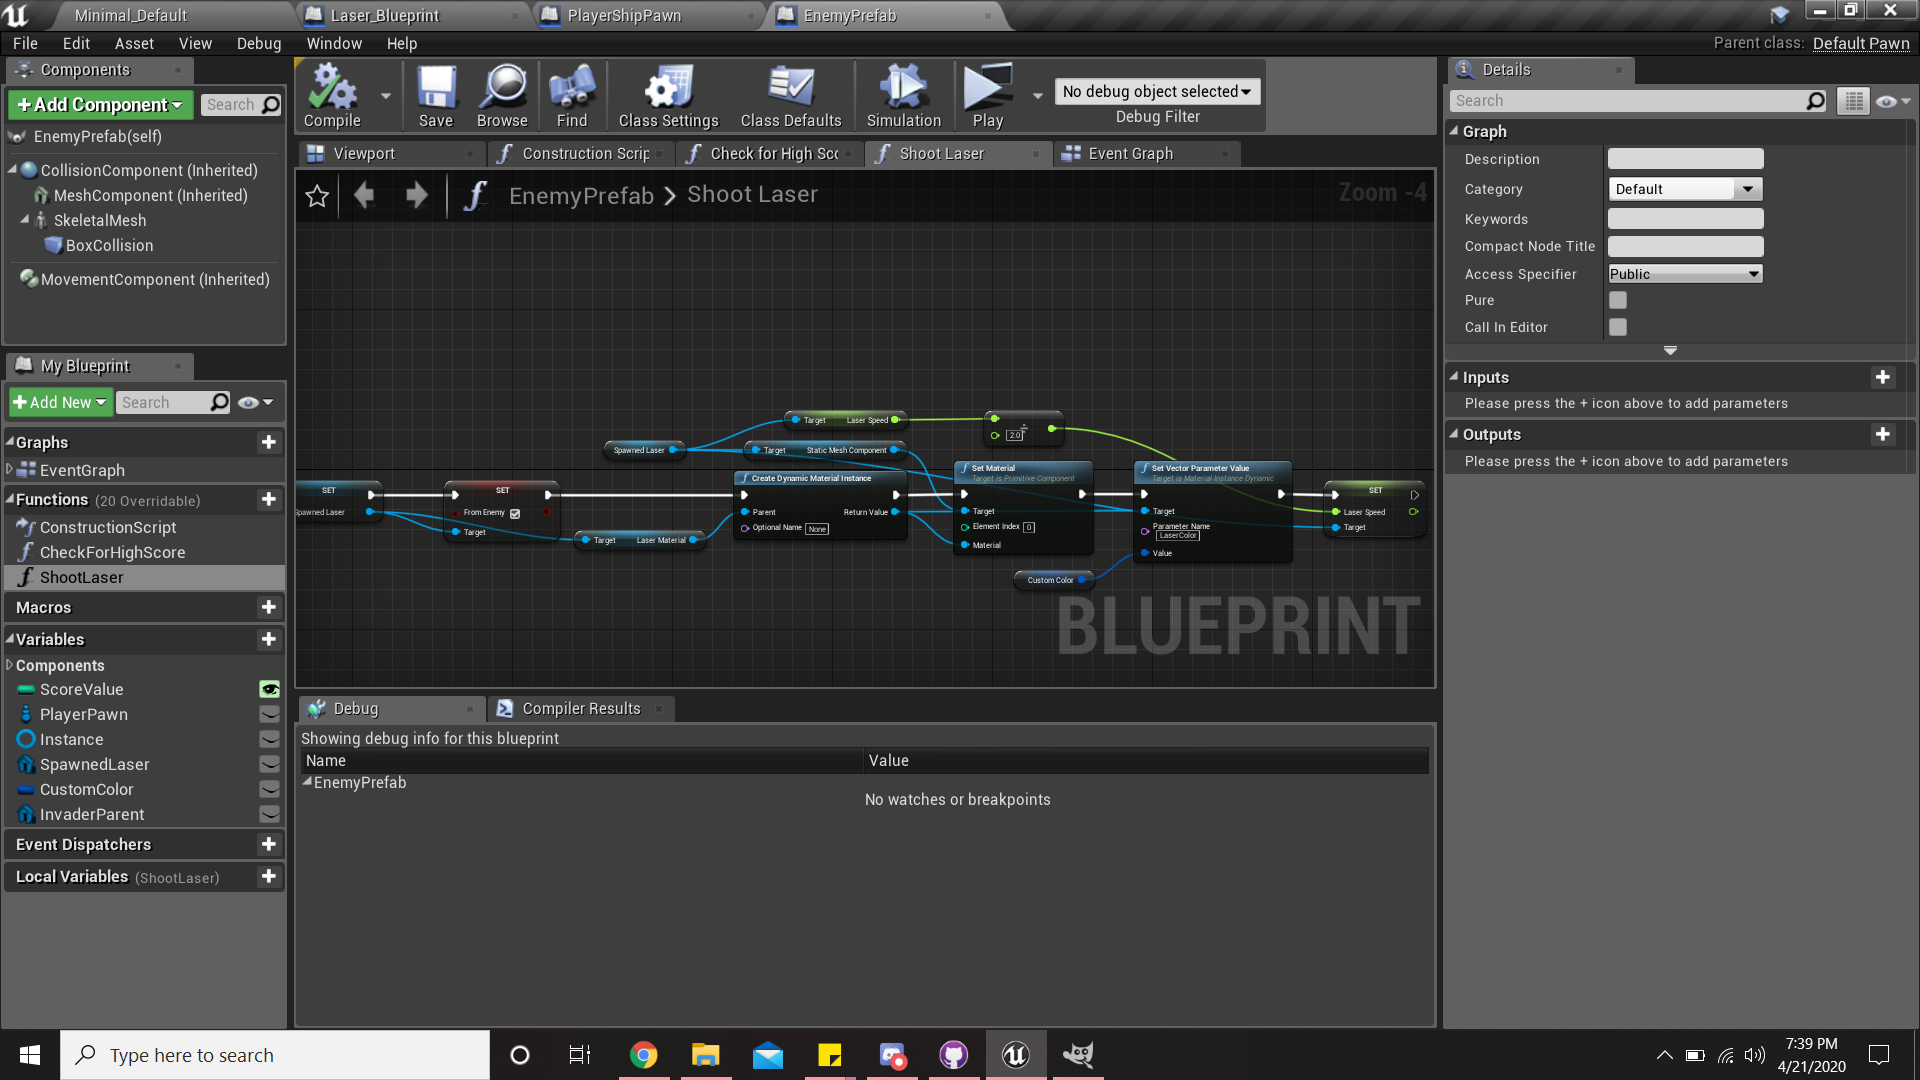 Minimal_Default
Laser_Blueprint
PlayerShipPawn
EnemyPrefab
File Edit Asset View Debug Window Help
Parent class: Default Pawn
Components
+Add Component
Search
EnemyPrefab(self)
CollisionComponent (Inherited)
MeshComponent (Inherited)
SkeletalMesh
BoxCollision
MovementComponent (Inherited)
Compile
Save
Browse
Find
Class Settings
Class Defaults
Simulation
Play
No debug object selected
Debug Filter
Viewport
Construction Scrip
Check for High Sco
Shoot Laser
Event Graph
EnemyPrefab > Shoot Laser
Zoom -4
Target Laser Speed
2.0 ÷
Spawned Laser
Target Static Mesh Component
SET
Spawned Laser
SET
From Enemy
Target
Target Laser Material
Create Dynamic Material Instance
Parent Return Value
Optional Name None
Set Material
Target is Primitive Component
Target
Element Index 0
Material
Custom Color
Set Vector Parameter Value
Target is Material Instance Dynamic
Target
Parameter Name
LaserColor
Value
SET
Laser Speed
Target
BLUEPRINT
My Blueprint
+Add New
Search
Graphs
EventGraph
Functions (20 Overridable)
ConstructionScript
CheckForHighScore
ShootLaser
Macros
Variables
Components
ScoreValue
PlayerPawn
Instance
SpawnedLaser
CustomColor
InvaderParent
Event Dispatchers
Local Variables (ShootLaser)
Debug
Compiler Results
Showing debug info for this blueprint
Name Value
EnemyPrefab
No watches or breakpoints
Details
Search
Graph
Description
Category Default
Keywords
Compact Node Title
Access Specifier Public
Pure
Call In Editor
Inputs
Please press the + icon above to add parameters
Outputs
Please press the + icon above to add parameters
Type here to search
7:39 PM
4/21/2020